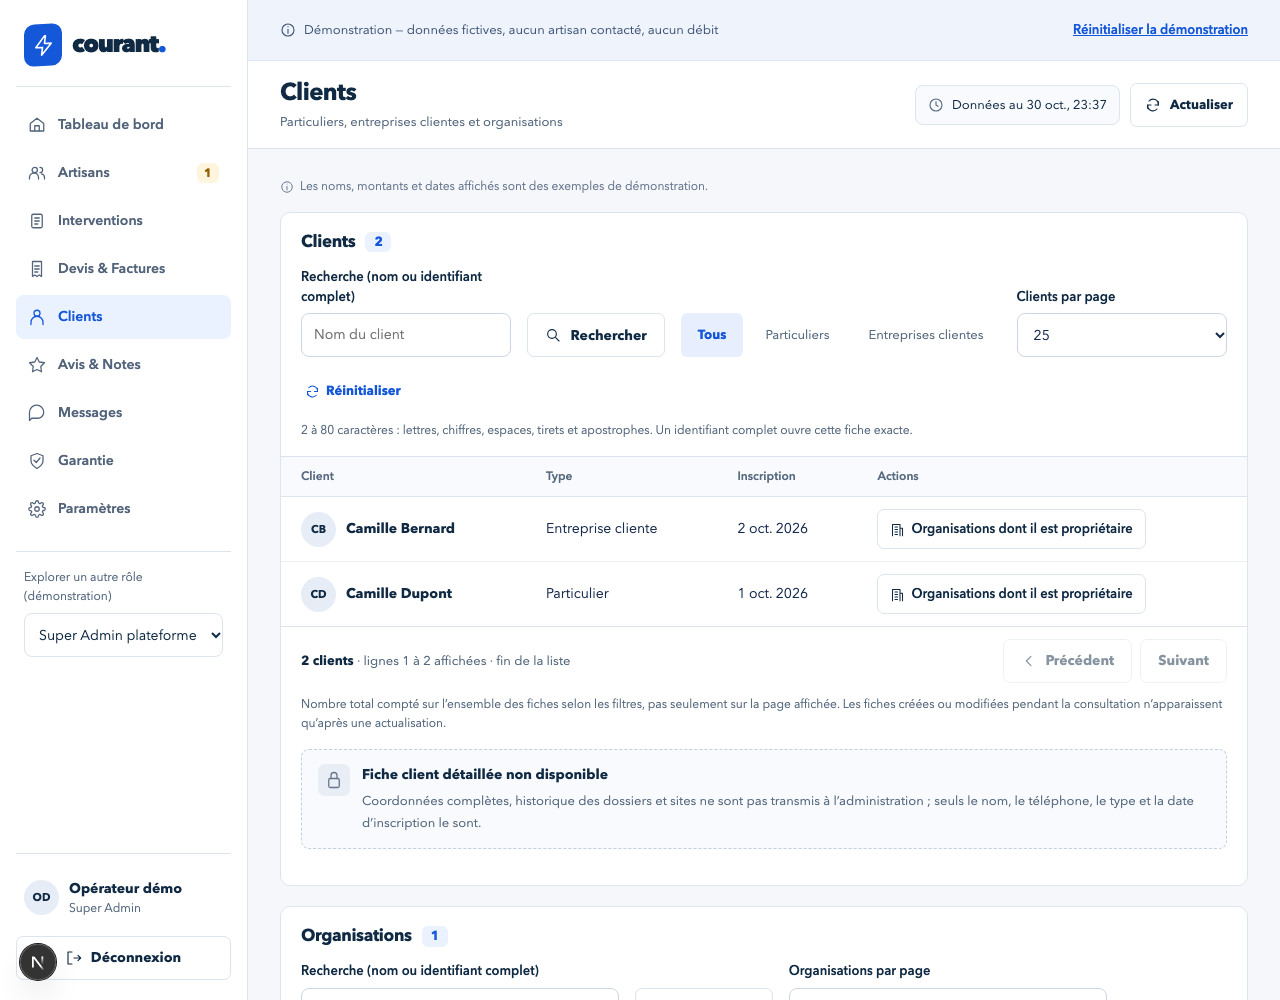 courant.
Tableau de bord
Artisans 1
Interventions
Devis & Factures
Clients
Avis & Notes
Messages
Garantie
Paramètres
Explorer un autre rôle
(démonstration)
Super Admin plateforme
OD
Opérateur démo
Super Admin
N
Déconnexion
Démonstration – données fictives, aucun artisan contacté, aucun débit
Réinitialiser la démonstration
Clients
Particuliers, entreprises clientes et organisations
Données au 30 oct., 23:37
Actualiser
Les noms, montants et dates affichés sont des exemples de démonstration.
Clients 2
Recherche (nom ou identifiant
complet)
Nom du client
Rechercher
Tous
Particuliers
Entreprises clientes
Clients par page
25
Réinitialiser
2 à 80 caractères : lettres, chiffres, espaces, tirets et apostrophes. Un identifiant complet ouvre cette fiche exacte.
Client Type Inscription Actions
CB Camille Bernard Entreprise cliente 2 oct. 2026 Organisations dont il est propriétaire
CD Camille Dupont Particulier 1 oct. 2026 Organisations dont il est propriétaire
2 clients · lignes 1 à 2 affichées · fin de la liste
Précédent
Suivant
Nombre total compté sur l’ensemble des fiches selon les filtres, pas seulement sur la page affichée. Les fiches créées ou modifiées pendant la consultation n’apparaissent
qu’après une actualisation.
Fiche client détaillée non disponible
Coordonnées complètes, historique des dossiers et sites ne sont pas transmis à l’administration ; seuls le nom, le téléphone, le type et la date
d’inscription le sont.
Organisations 1
Recherche (nom ou identifiant complet)
Organisations par page